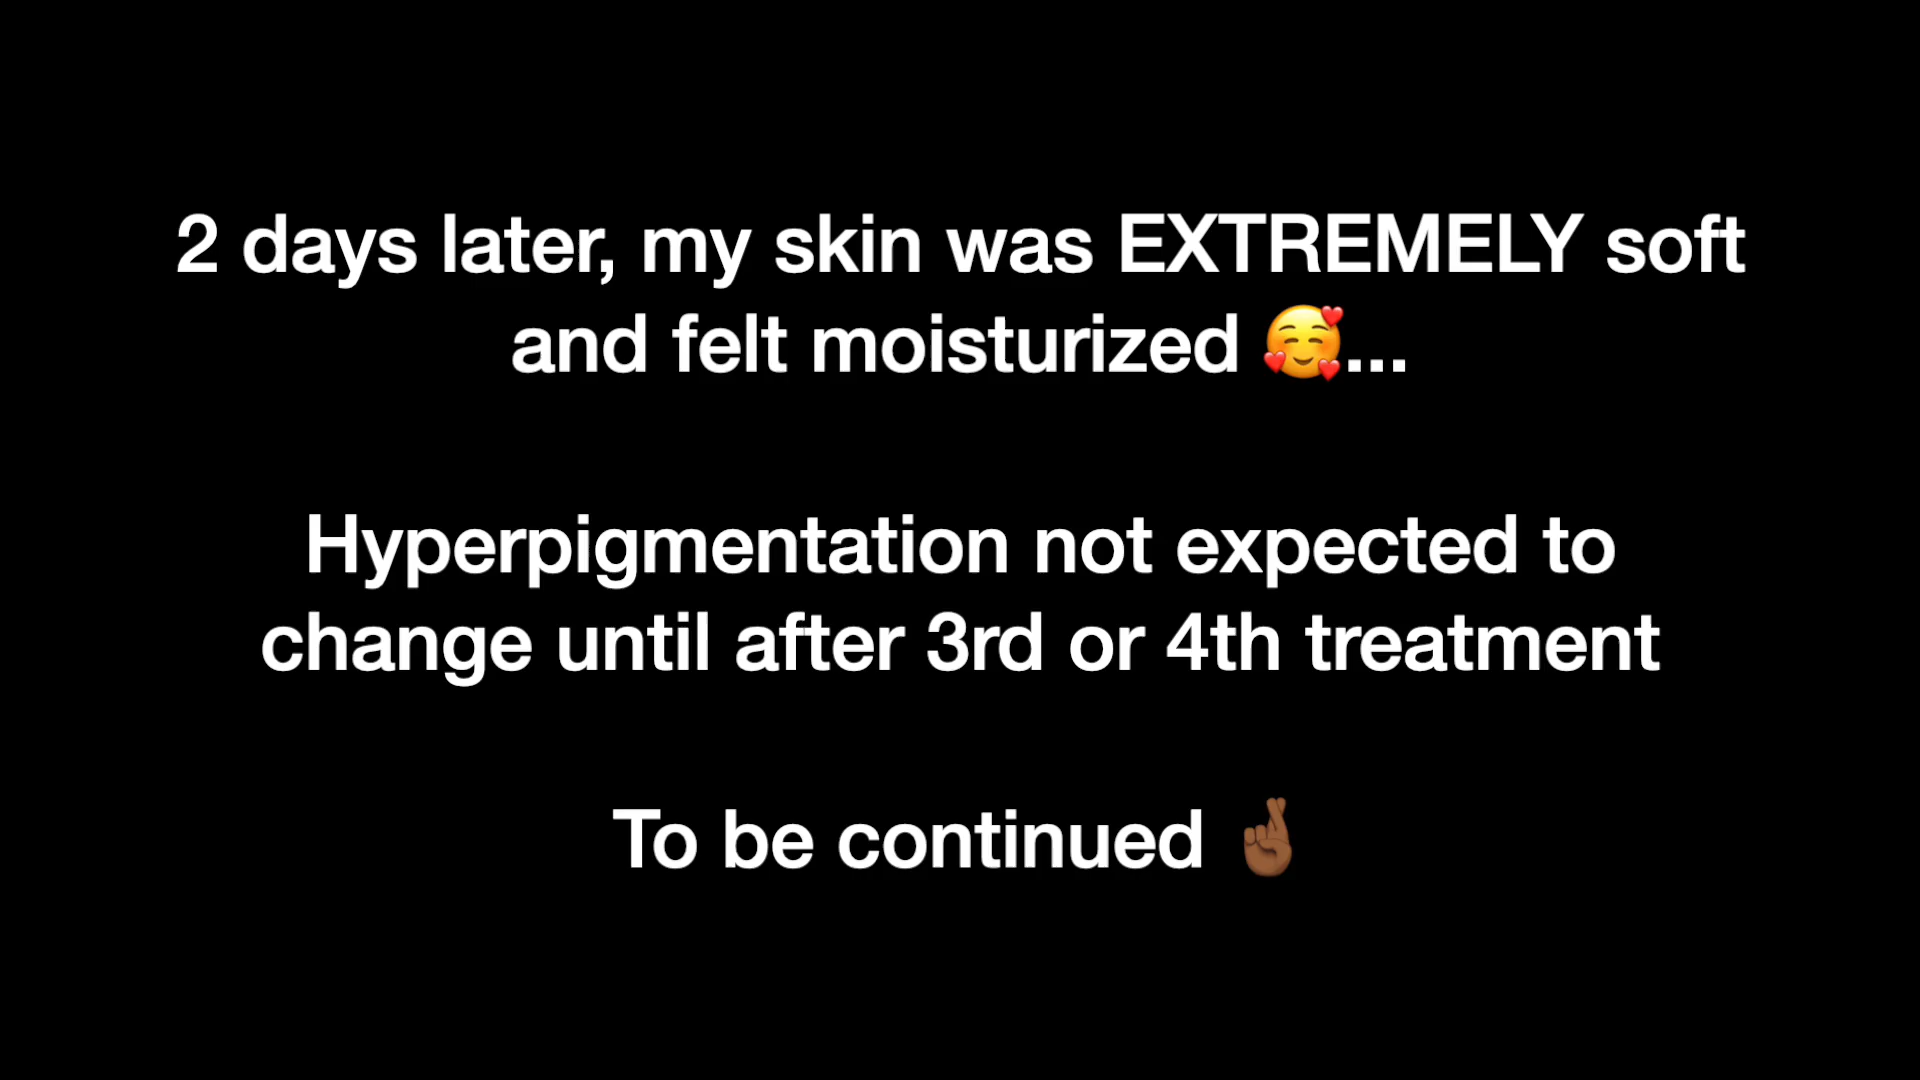 2 days later, my skin was EXTREMELY soft
and felt moisturized 🥰...
Hyperpigmentation not expected to
change until after 3rd or 4th treatment
To be continued 🤞🏾